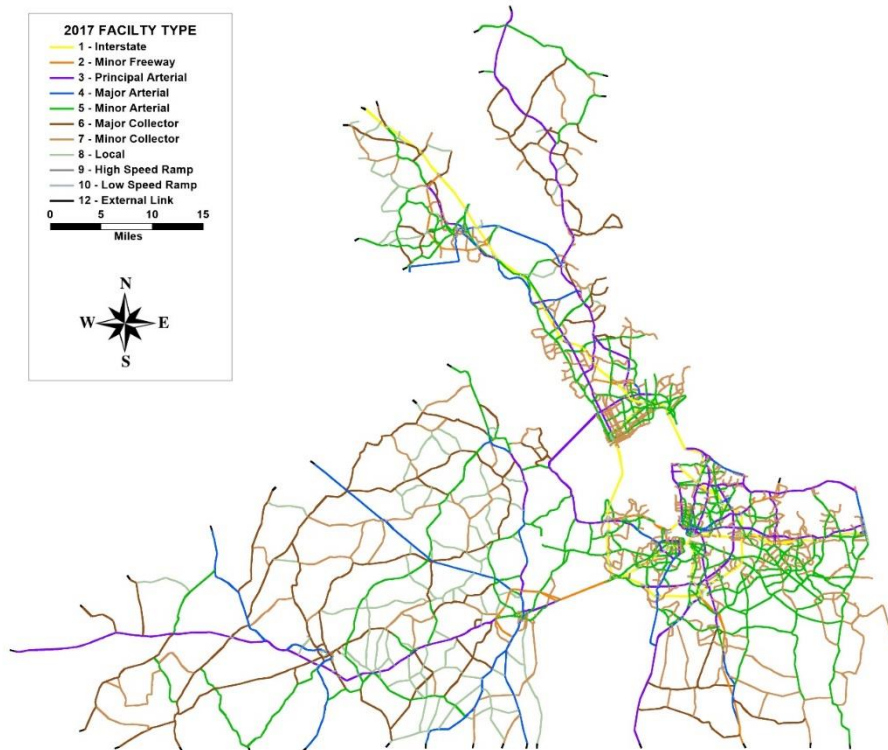 2017 FACILTY TYPE
1 - Interstate
2 - Minor Freeway
3 - Principal Arterial
4 - Major Arterial
5 - Minor Arterial
6 - Major Collector
7 - Minor Collector
8 - Local
9 - High Speed Ramp
10 - Low Speed Ramp
12 - External Link
0 5 10 15
Miles
N
W E
S